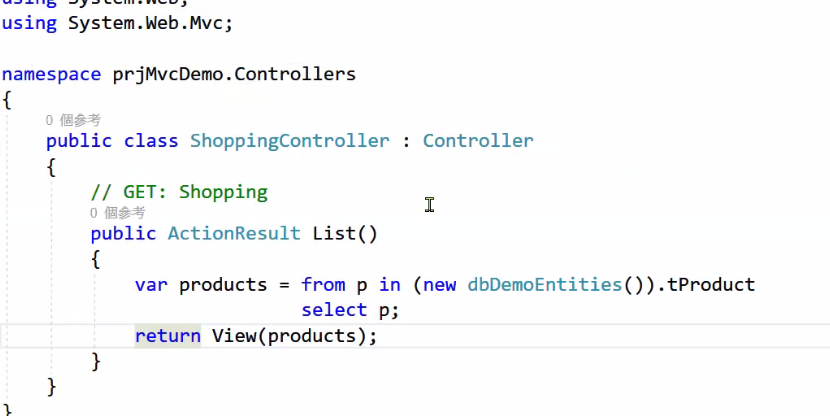 using System.Web;
using System.Web.Mvc;
namespace prjMvcDemo.Controllers
{
0 個參考
public class ShoppingController : Controller
{
// GET: Shopping
0 個參考
public ActionResult List()
{
var products = from p in (new dbDemoEntities()).tProduct
select p;
return View(products);
}
}
}